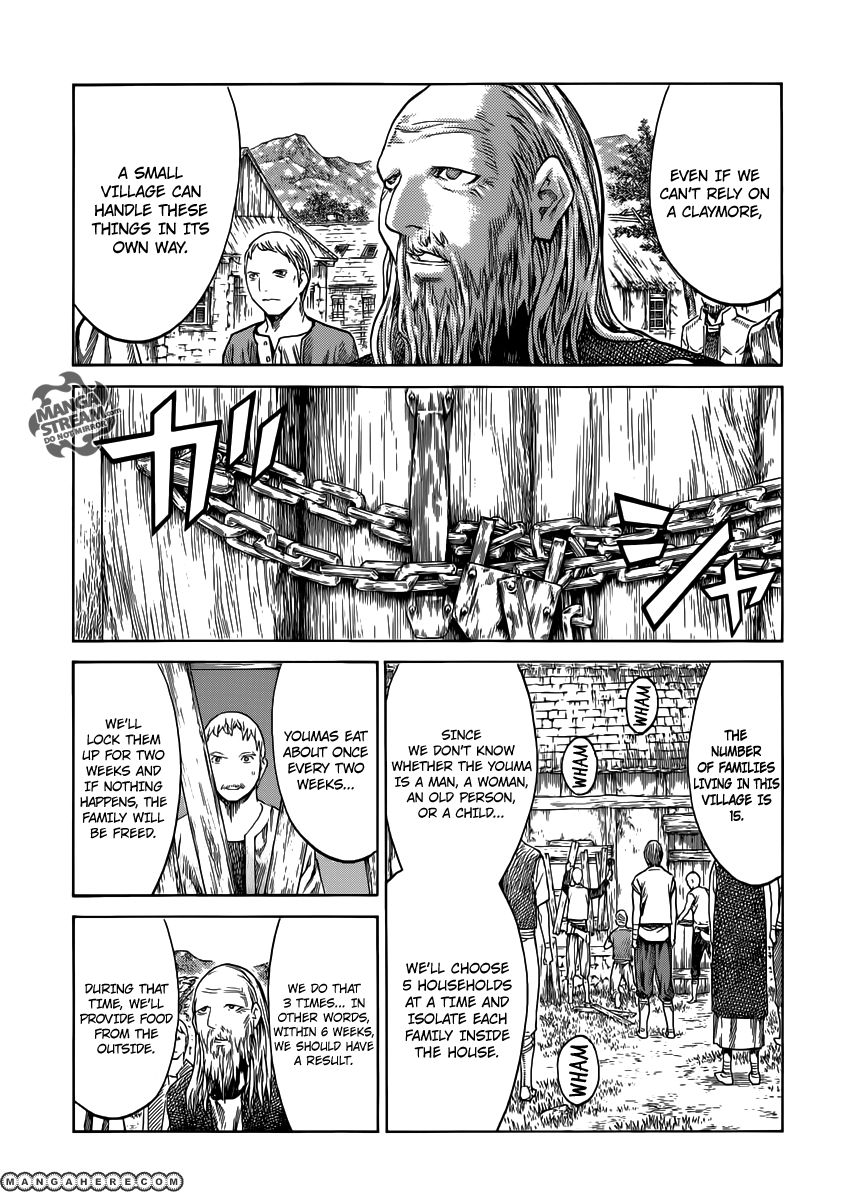 EVEN IF WE
CAN'T RELY ON
A CLAYMORE,
A SMALL
VILLAGE CAN
HANDLE THESE
THINGS IN ITS
OWN WAY.
MANGA
STREAM.com
DO NOT MIRROR
ガガ
シャ
THE
NUMBER
OF FAMILIES
LIVING IN THIS
VILLAGE IS
15.
WHAM
WHAM
SINCE
WE DON'T KNOW
WHETHER THE YOUMA
IS A MAN, A WOMAN,
AN OLD PERSON,
OR A CHILD...
WE'LL CHOOSE
5 HOUSEHOLDS
AT A TIME AND
ISOLATE EACH
FAMILY INSIDE
THE HOUSE.
WHAM
YOUMAS EAT
ABOUT ONCE
EVERY TWO
WEEKS...
WE'LL
LOCK THEM
UP FOR TWO
WEEKS AND
IF NOTHING
HAPPENS, THE
FAMILY WILL
BE FREED.
WE DO THAT
3 TIMES... IN
OTHER WORDS,
WITHIN 6 WEEKS,
WE SHOULD HAVE
A RESULT.
DURING THAT
TIME, WE'LL
PROVIDE FOOD
FROM THE
OUTSIDE.
MANGAHERE.COM